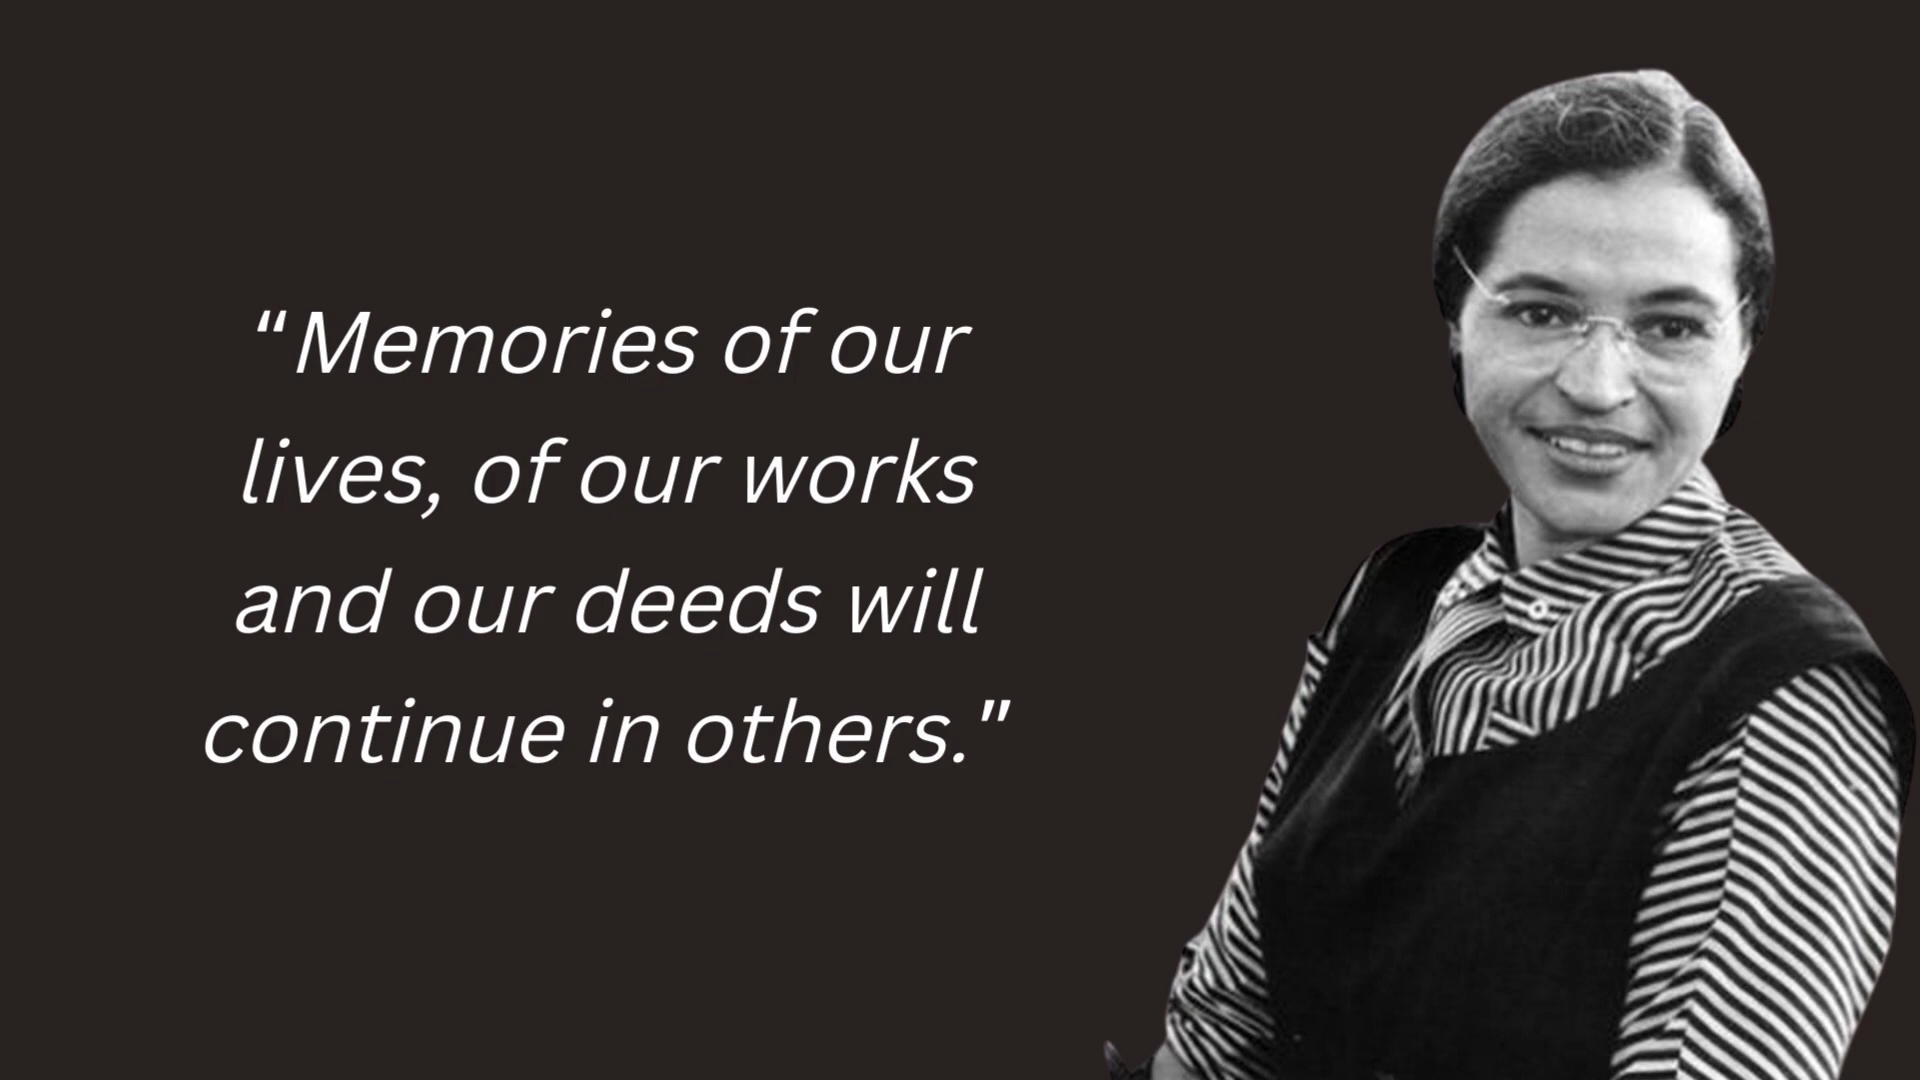 “Memories of our
lives, of our works
and our deeds will
continue in others.”